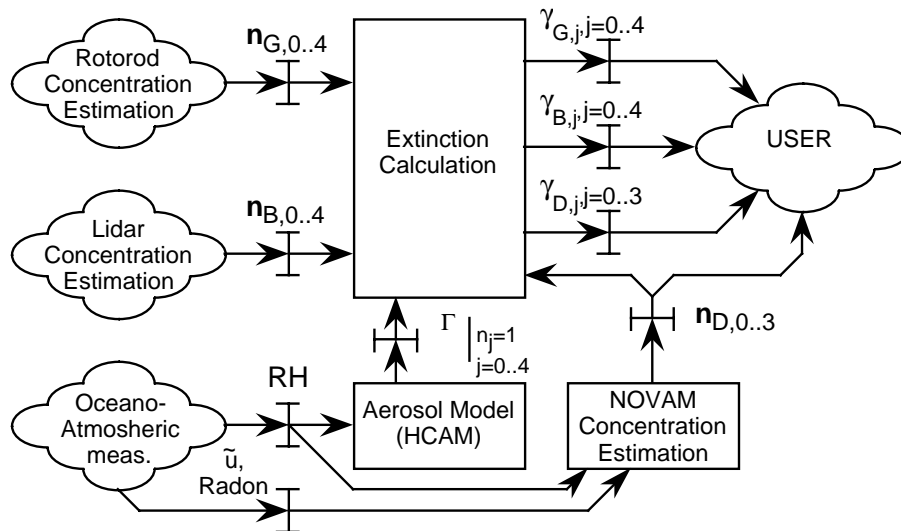 Rotorod
Concentration
Estimation
n_G,0..4
Extinction
Calculation
γ_G,j, j=0..4
γ_B,j, j=0..4
γ_D,j, j=0..3
USER
Lidar
Concentration
Estimation
n_B,0..4
n_D,0..3
Γ | n_j=1
j=0..4
Oceano-
Atmosheric
meas.
RH
ũ,
Radon
Aerosol Model
(HCAM)
NOVAM
Concentration
Estimation